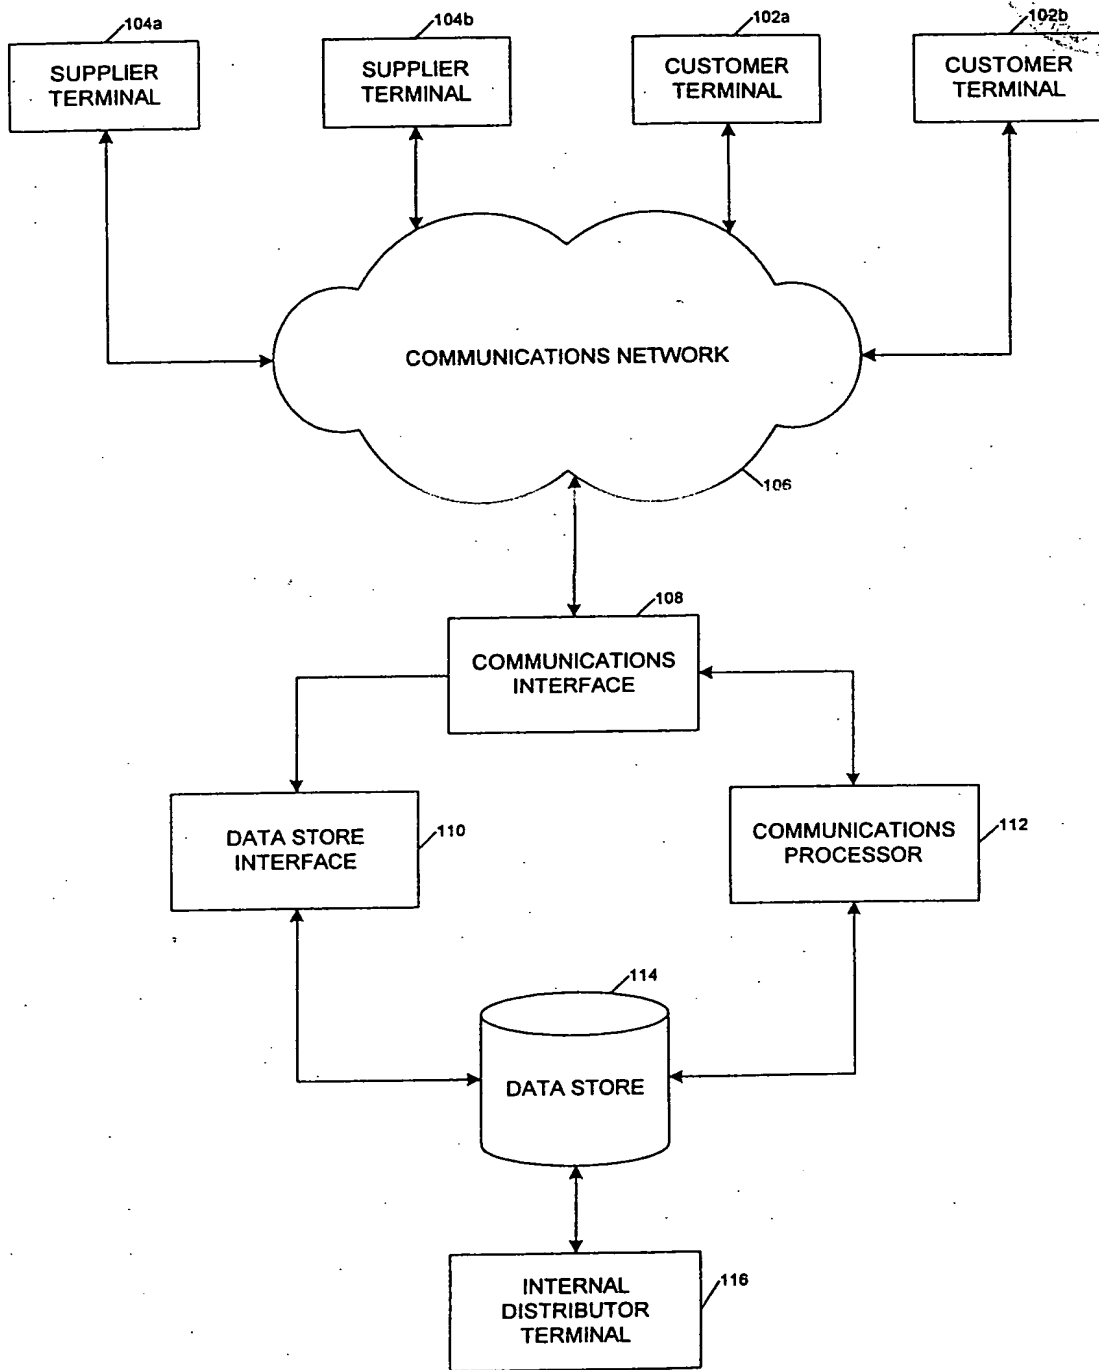 104a
104b
102a
102b
SUPPLIER
TERMINAL
SUPPLIER
TERMINAL
CUSTOMER
TERMINAL
CUSTOMER
TERMINAL
COMMUNICATIONS NETWORK
106
108
COMMUNICATIONS
INTERFACE
DATA STORE
INTERFACE
110
COMMUNICATIONS
PROCESSOR
112
114
DATA STORE
INTERNAL
DISTRIBUTOR
TERMINAL
116